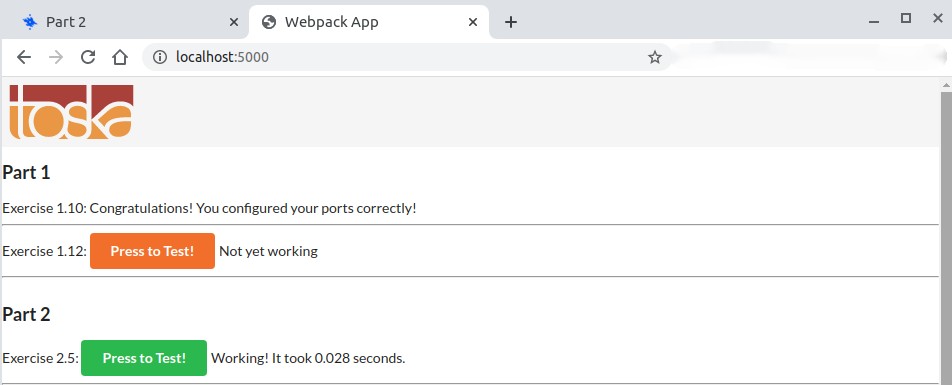 Part 2
Webpack App
localhost:5000
toska
Part 1
Exercise 1.10: Congratulations! You configured your ports correctly!
Exercise 1.12: Press to Test! Not yet working
Part 2
Exercise 2.5: Press to Test! Working! It took 0.028 seconds.